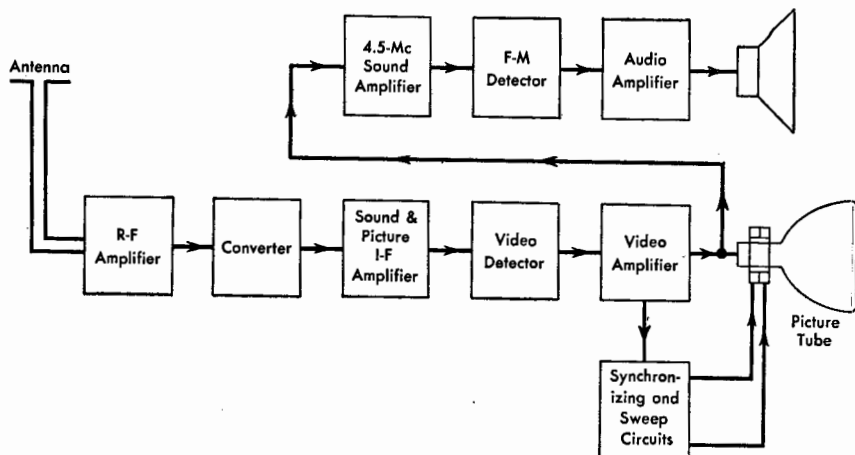 4.5-Mc
Sound
Amplifier
F-M
Detector
Audio
Amplifier
Antenna
R-F
Amplifier
Converter
Sound &
Picture
I-F
Amplifier
Video
Detector
Video
Amplifier
Picture
Tube
Synchron-
izing and
Sweep
Circuits